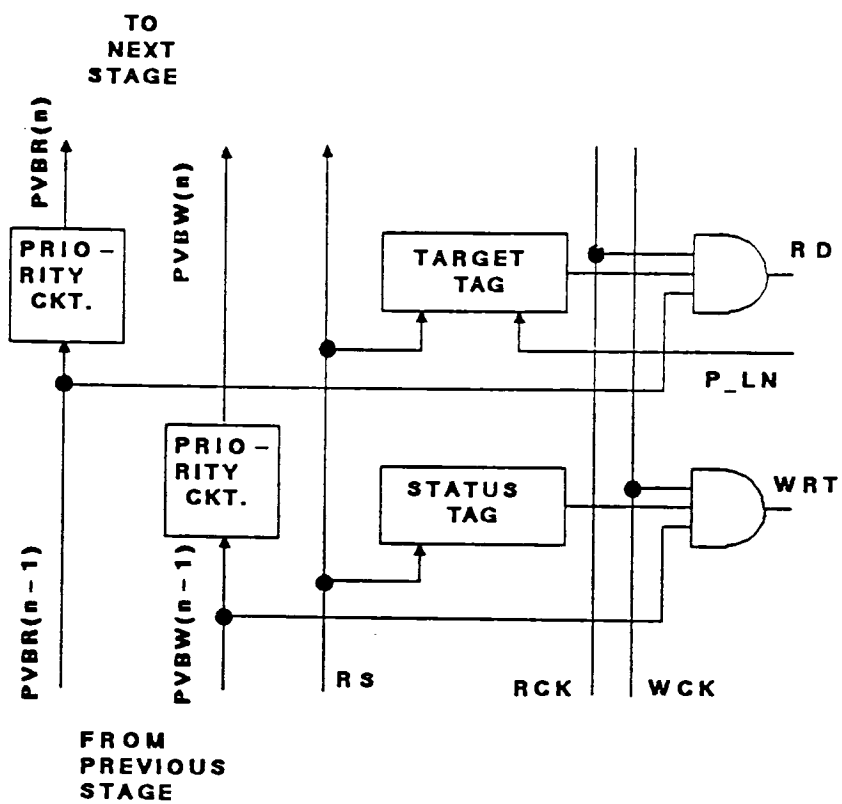 TO
NEXT
STAGE
PVBR(n)
PVBW(n)
PRIO-
RITY
CKT.
TARGET
TAG
RD
P_LN
PRIO-
RITY
CKT.
STATUS
TAG
WRT
PVBR(n-1)
PVBW(n-1)
RS
RCK
WCK
FROM
PREVIOUS
STAGE